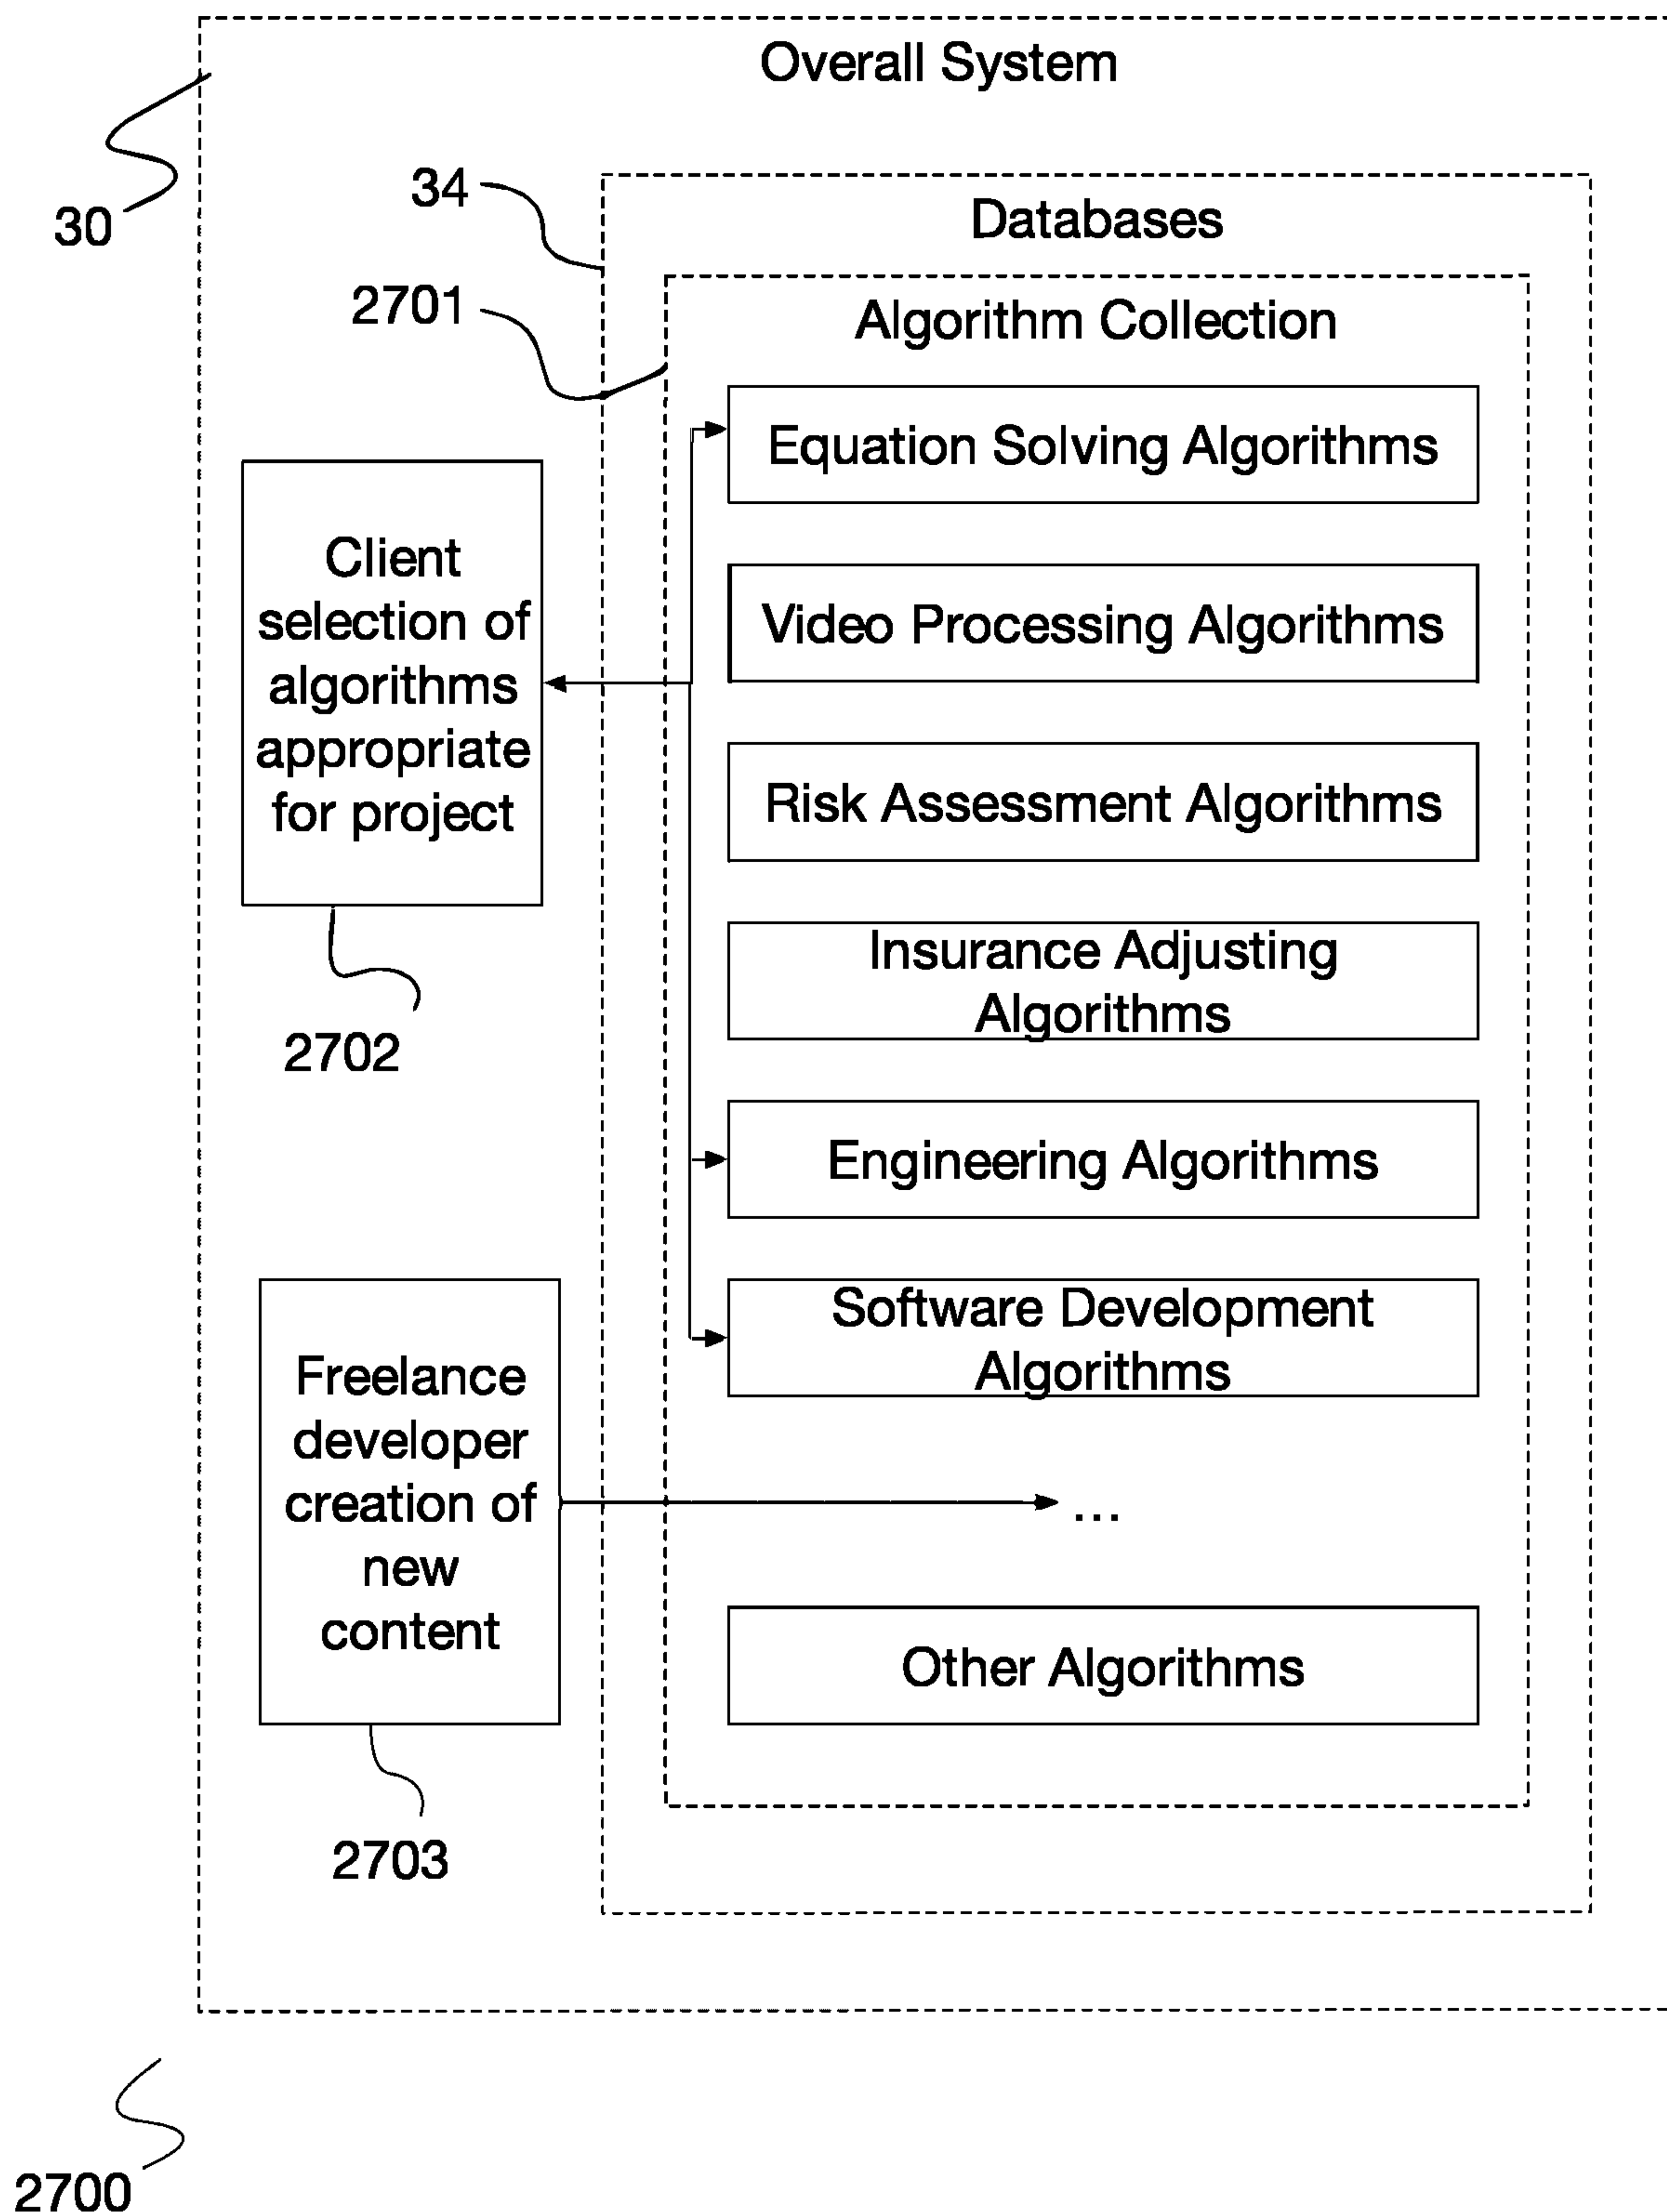 Overall System
30
34
Databases
2701
Algorithm Collection
Equation Solving Algorithms
Client
selection of
algorithms
appropriate
for project
Video Processing Algorithms
Risk Assessment Algorithms
Insurance Adjusting
Algorithms
2702
Engineering Algorithms
Software Development
Algorithms
Freelance
developer
creation of
new
content
...
Other Algorithms
2703
2700